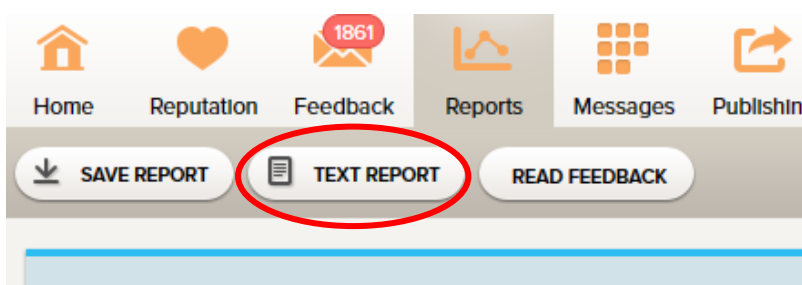 1861
Home Reputation Feedback Reports Messages Publishin
SAVE REPORT TEXT REPORT READ FEEDBACK